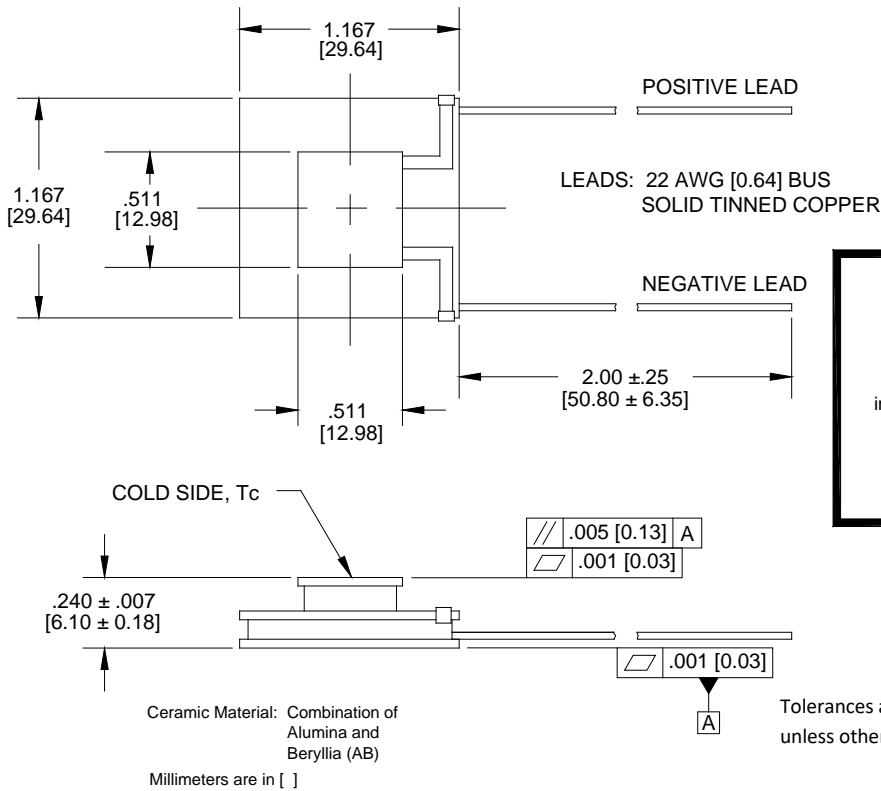 1.167
[29.64]
POSITIVE LEAD
1.167
[29.64]
.511
[12.98]
LEADS: 22 AWG [0.64] BUS
SOLID TINNED COPPER
NEGATIVE LEAD
2.00 ±.25
[50.80 ± 6.35]
.511
[12.98]
COLD SIDE, Tc
// .005 [0.13] A
.001 [0.03]
.240 ± .007
[6.10 ± 0.18]
.001 [0.03]
A
Ceramic Material: Combination of
Alumina and
Beryllia (AB)
Millimeters are in [ ]
Tolerances
unless